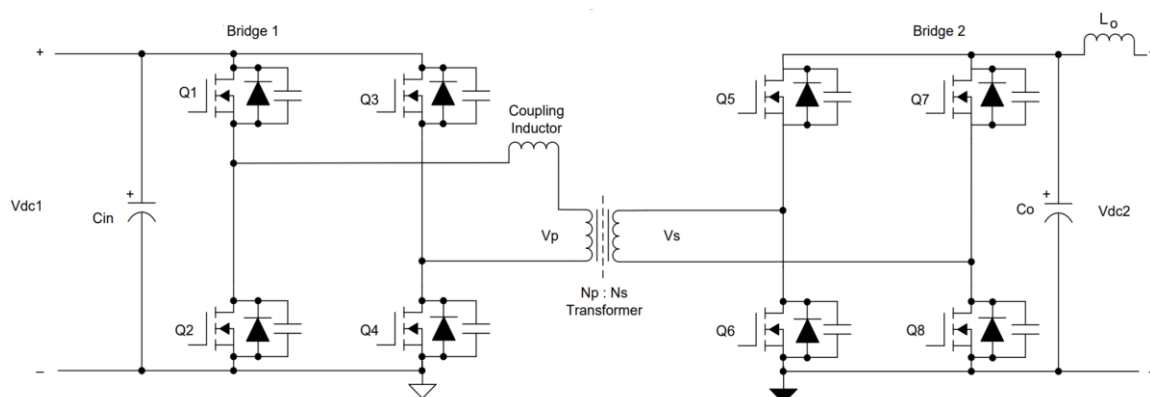 Bridge 1
Bridge 2
L₀
+
+
Q1
Q3
Q5
Q7
Coupling
Inductor
Vdc1
+
Cin
Vp
Vs
+
Co
Vdc2
Np : Ns
Transformer
Q2
Q4
Q6
Q8
–
–